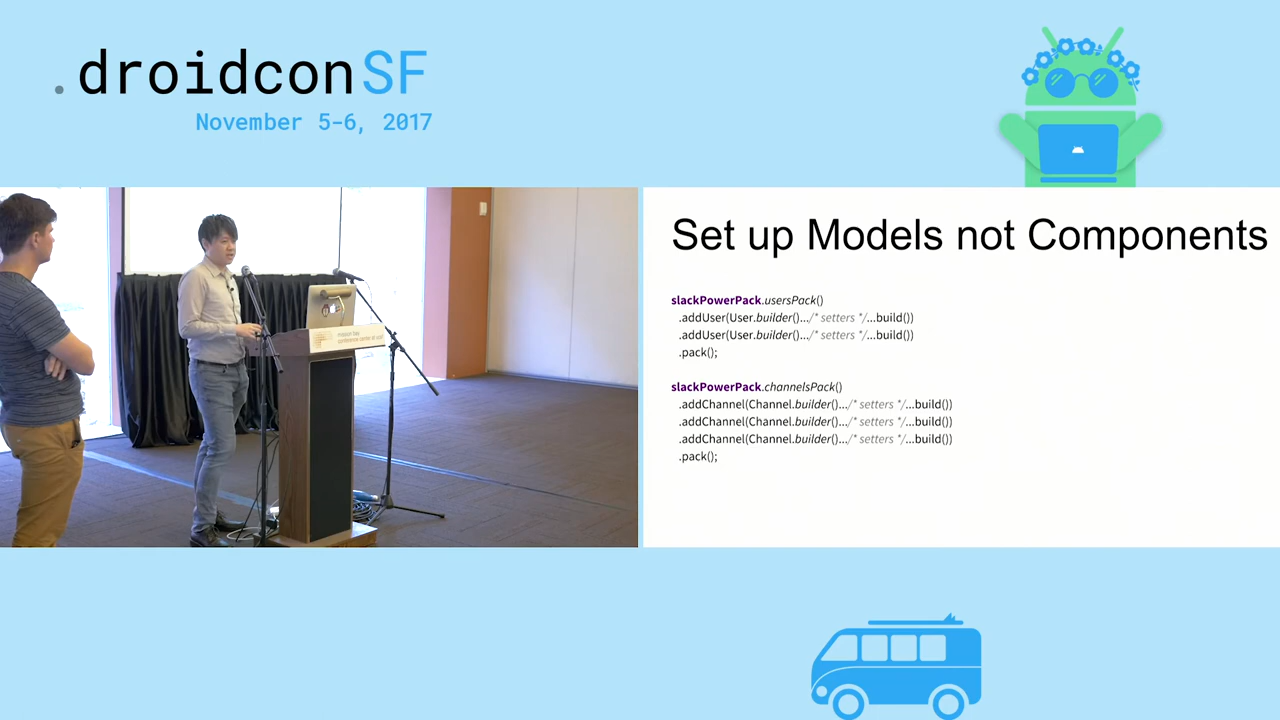 .droidconSF
November 5-6, 2017
Set up Models not Components
slackPowerPack.usersPack()
.addUser(User.builder().../* setters */...build())
.addUser(User.builder().../* setters */...build())
.pack();
slackPowerPack.channelsPack()
.addChannel(Channel.builder().../* setters */...build())
.addChannel(Channel.builder().../* setters */...build())
.addChannel(Channel.builder().../* setters */...build())
.pack();